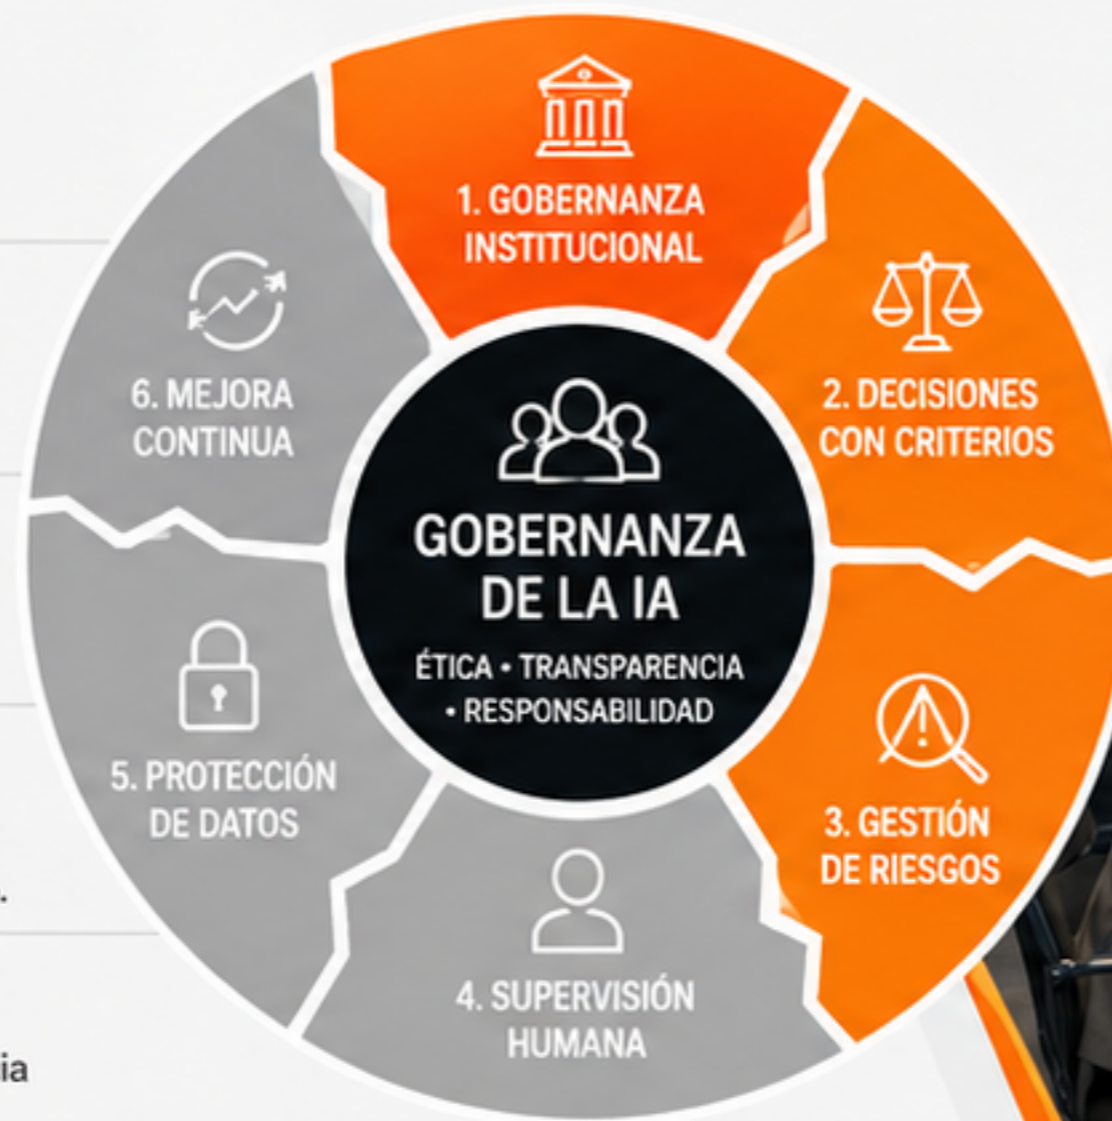 1. GOBERNANZA
INSTITUCIONAL
2. DECISIONES
CON CRITERIOS
3. GESTIÓN
DE RIESGOS
4. SUPERVISIÓN
HUMANA
5. PROTECCIÓN
DE DATOS
6. MEJORA
CONTINUA
GOBERNANZA
DE LA IA
ÉTICA • TRANSPARENCIA
• RESPONSABILIDAD